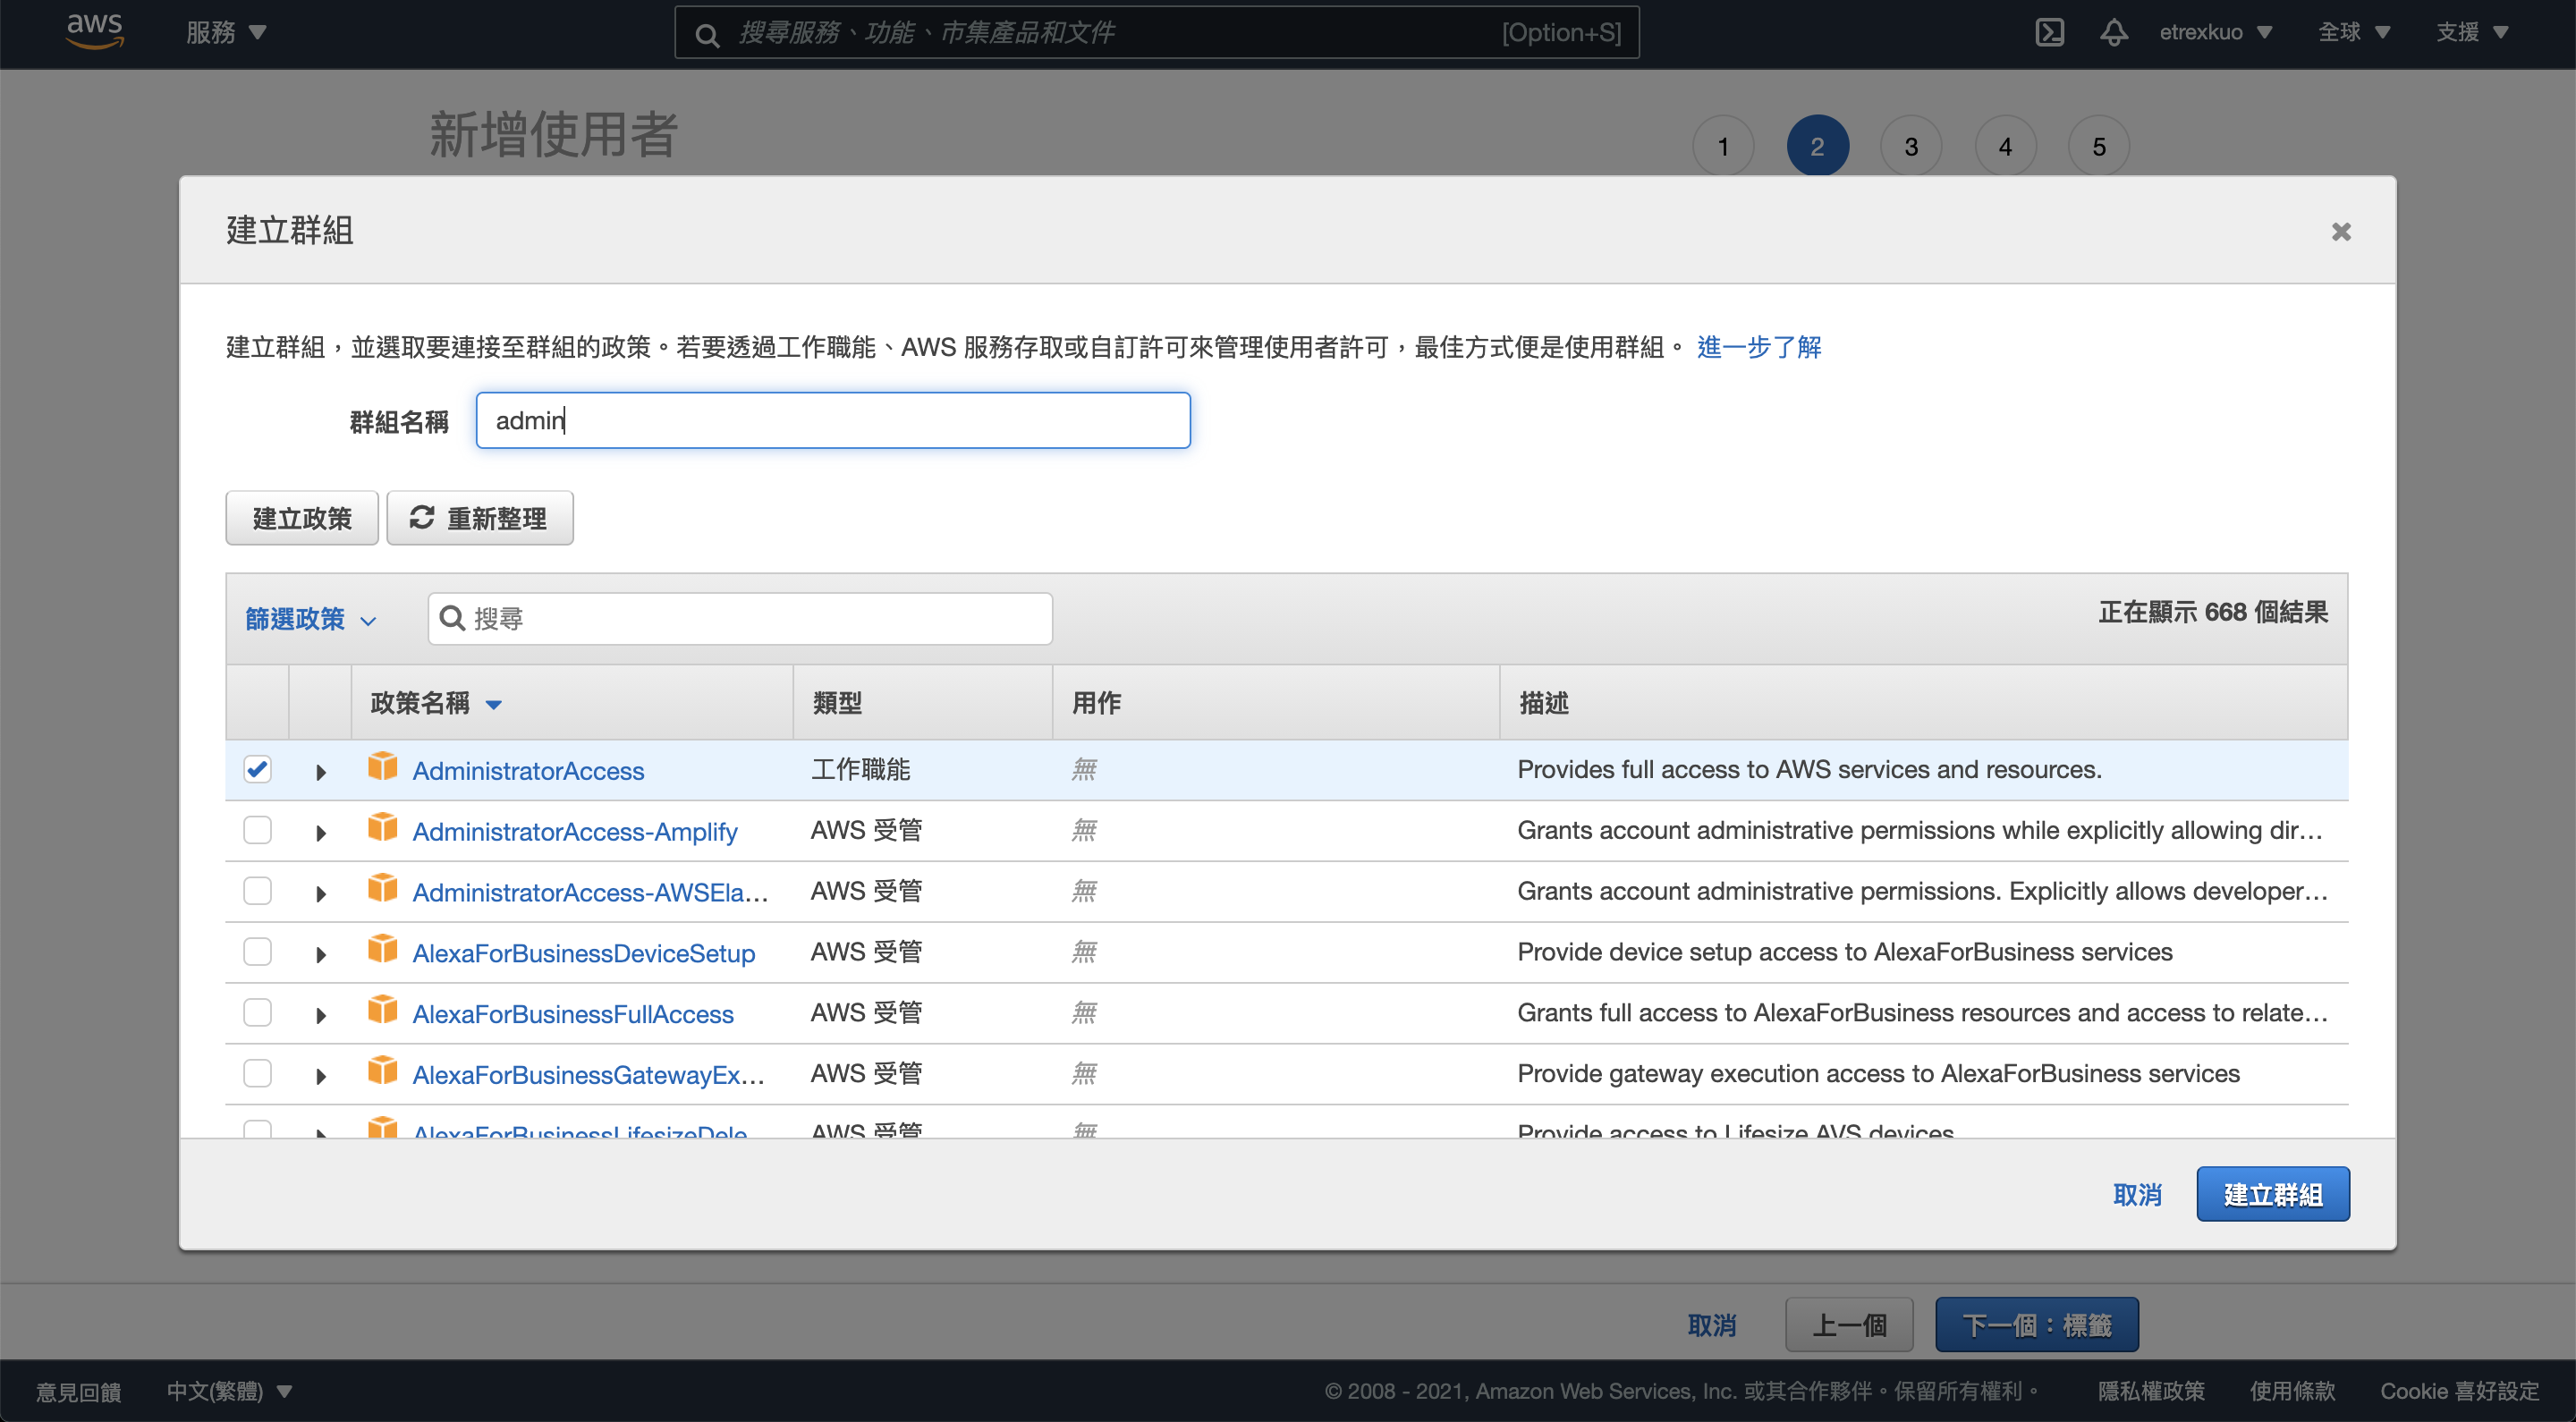 aws 服務 搜尋服務、功能、市集產品和文件 [Option+S] etrexkuo 全球 支援
新增使用者 1 2 3 4 5
建立群組
建立群組,並選取要連接至群組的政策。若要透過工作職能、AWS 服務存取或自訂許可來管理使用者許可,最佳方式便是使用群組。 進一步了解
群組名稱 admin
建立政策 重新整理
篩選政策 搜尋 正在顯示 668 個結果
政策名稱 類型 用作 描述
AdministratorAccess 工作職能 無 Provides full access to AWS services and resources.
AdministratorAccess-Amplify AWS 受管 無 Grants account administrative permissions while explicitly allowing dir…
AdministratorAccess-AWSEla… AWS 受管 無 Grants account administrative permissions. Explicitly allows developer…
AlexaForBusinessDeviceSetup AWS 受管 無 Provide device setup access to AlexaForBusiness services
AlexaForBusinessFullAccess AWS 受管 無 Grants full access to AlexaForBusiness resources and access to relate…
AlexaForBusinessGatewayEx… AWS 受管 無 Provide gateway execution access to AlexaForBusiness services
AlexaForBusinessLifesizeDele AWS 受管 無 Provide access to Lifesize AVS devices
取消 建立群組
取消 上一個 下一個:標籤
意見回饋 中文(繁體) © 2008 - 2021, Amazon Web Services, Inc. 或其合作夥伴。保留所有權利。 隱私權政策 使用條款 Cookie 喜好設定